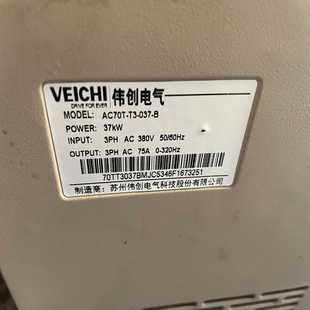 VEICHI 伟创电气
DRIVE FOR EVER
MODEL: AC70T-T3-037-B
POWER: 37kW
INPUT: 3PH AC 380V 50/60Hz
OUTPUT: 3PH AC 75A 0-320Hz
70TT3037BMJC5346F1673251
制造商：苏州伟创电气科技股份有限公司